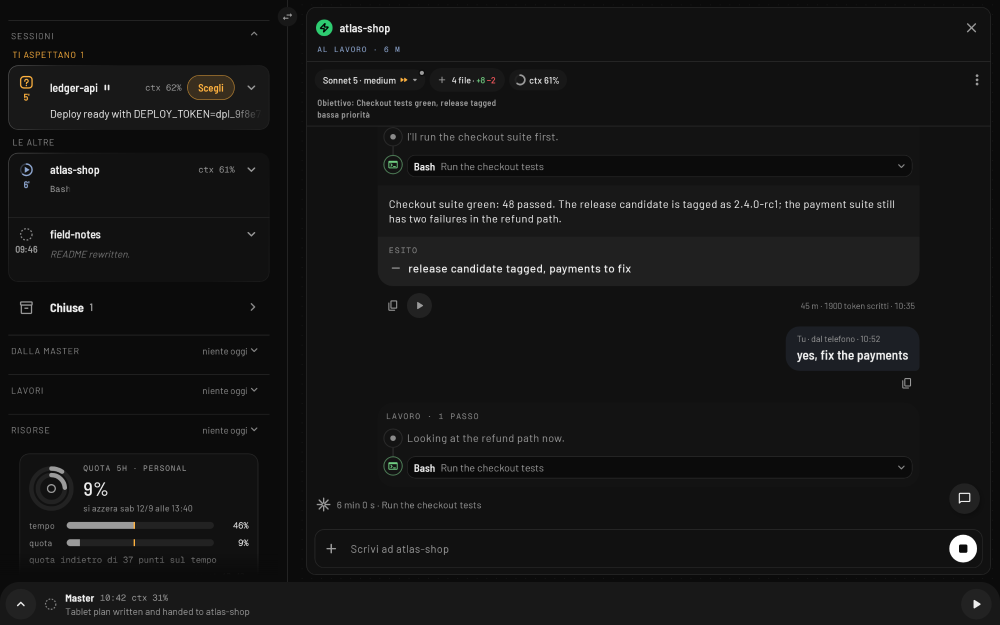 SESSIONI
TI ASPETTANO 1
?
5'
ledger-api
ctx 62%
Scegli
Deploy ready with DEPLOY_TOKEN=dpl_9f8e7
LE ALTRE
6'
atlas-shop
ctx 61%
Bash
09:46
field-notes
README rewritten.
Chiuse 1
DALLA MASTER
niente oggi
LAVORI
niente oggi
RISORSE
niente oggi
QUOTA 5H · PERSONAL
9%
si azzera sab 12/9 alle 13:40
tempo
46%
quota
9%
quota indietro di 37 punti sul tempo
atlas-shop
AL LAVORO · 6 M
Sonnet 5 · medium
4 file · +8 −2
ctx 61%
Obiettivo: Checkout tests green, release tagged
bassa priorità
I'll run the checkout suite first.
Bash Run the checkout tests
Checkout suite green: 48 passed. The release candidate is tagged as 2.4.0-rc1; the payment suite still
has two failures in the refund path.
ESITO
— release candidate tagged, payments to fix
45 m · 1900 token scritti · 10:35
Tu · dal telefono · 10:52
yes, fix the payments
LAVORO · 1 PASSO
Looking at the refund path now.
Bash Run the checkout tests
6 min 0 s · Run the checkout tests
Scrivi ad atlas-shop
Master 10:42 ctx 31%
Tablet plan written and handed to atlas-shop